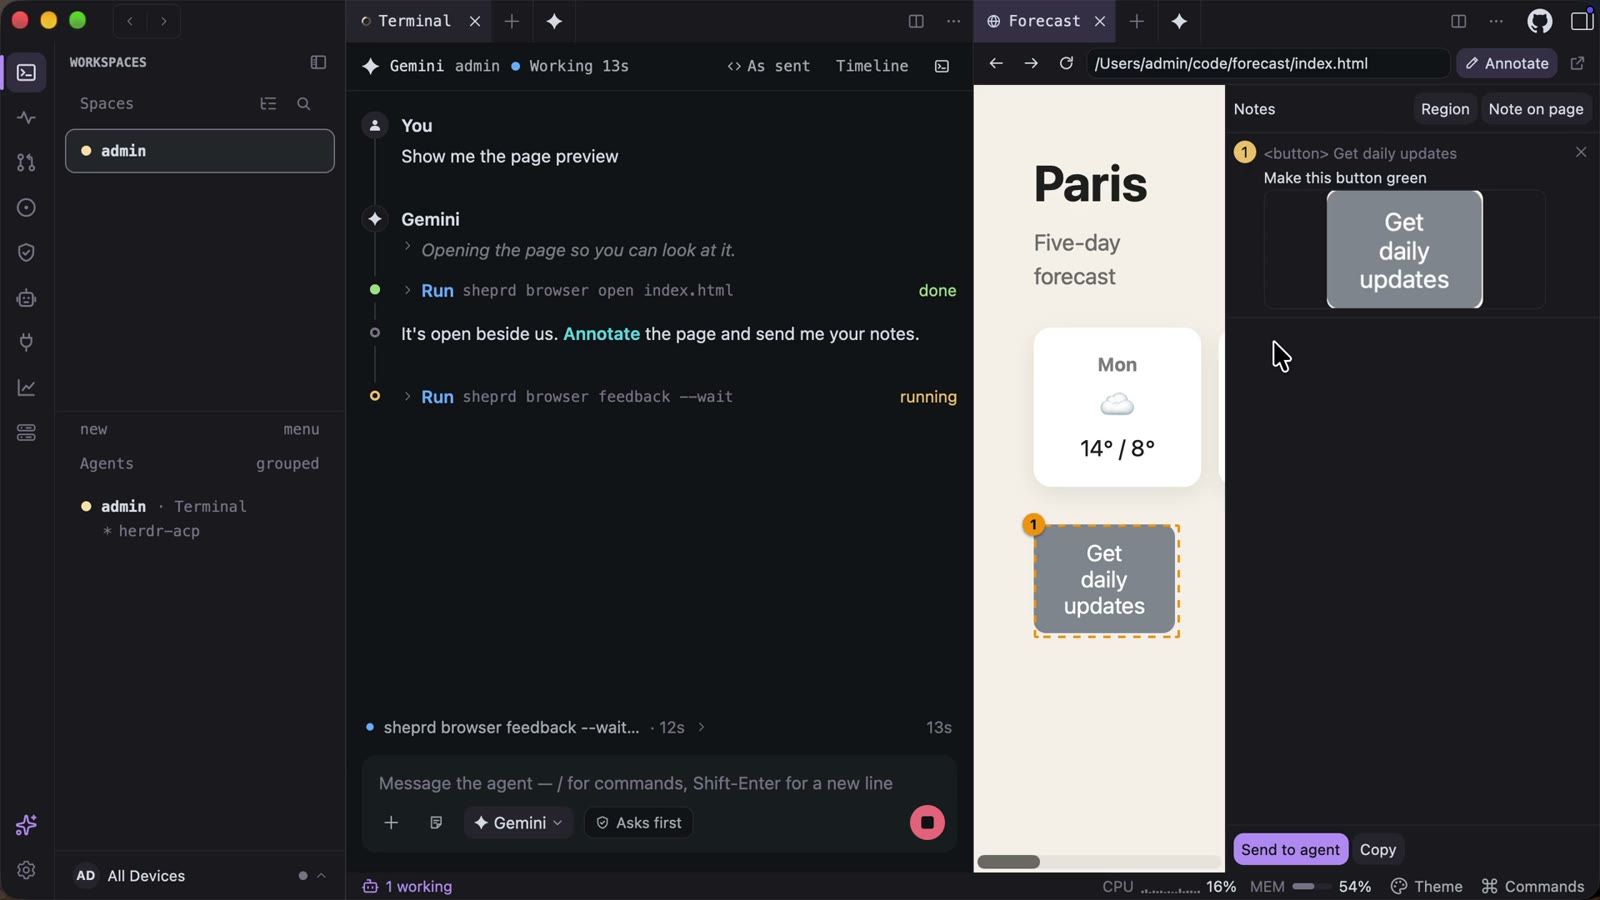 Terminal
Forecast
WORKSPACES
Gemini admin Working 13s
As sent
Timeline
/Users/admin/code/forecast/index.html
Annotate
Spaces
admin
You
Show me the page preview
Gemini
Opening the page so you can look at it.
Run sheprd browser open index.html
done
It's open beside us. Annotate the page and send me your notes.
Run sheprd browser feedback --wait
running
Paris
Five-day
forecast
Mon
14° / 8°
1
Get
daily
updates
Notes
Region
Note on page
1
<button> Get daily updates
Make this button green
Get
daily
updates
new
menu
Agents
grouped
admin · Terminal
* herdr-acp
sheprd browser feedback --wait... · 12s
13s
Message the agent — / for commands, Shift-Enter for a new line
Gemini
Asks first
Send to agent
Copy
AD All Devices
1 working
CPU 16% MEM 54%
Theme
⌘ Commands